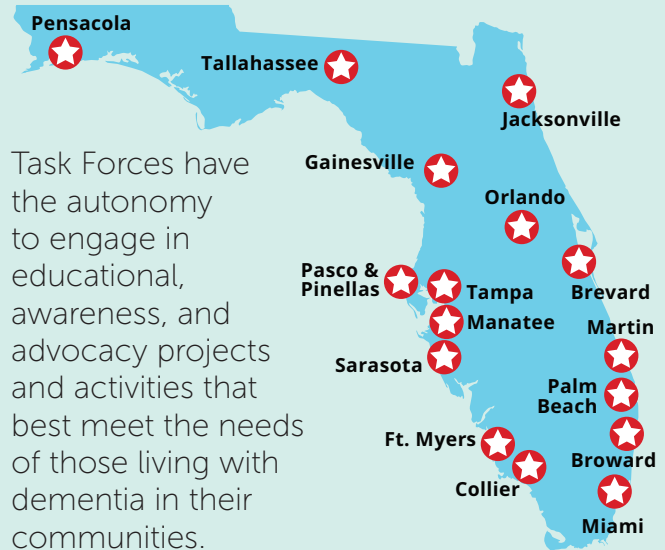 Pensacola
Tallahassee
Jacksonville
Gainesville
Orlando
Pasco &
Pinellas
Tampa
Brevard
Manatee
Martin
Sarasota
Palm
Beach
Ft. Myers
Broward
Collier
Miami
Task Forces have
the autonomy
to engage in
educational,
awareness, and
advocacy projects
and activities that
best meet the needs
of those living with
dementia in their
communities.